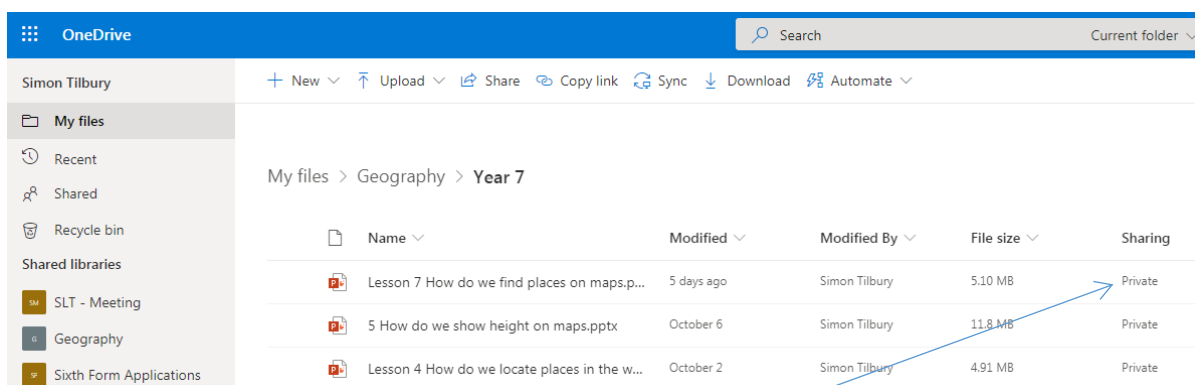 OneDrive Search Current folder
Simon Tilbury + New Upload Share Copy link Sync Download Automate
My files
Recent
My files > Geography > Year 7
Shared
Recycle bin Name Modified Modified By File size Sharing
Shared libraries
Lesson 7 How do we find places on maps.p... 5 days ago Simon Tilbury 5.10 MB Private
SM SLT - Meeting
5 How do we show height on maps.pptx October 6 Simon Tilbury 11.8 MB Private
G Geography
SF Sixth Form Applications Lesson 4 How do we locate places in the w... October 2 Simon Tilbury 4.91 MB Private